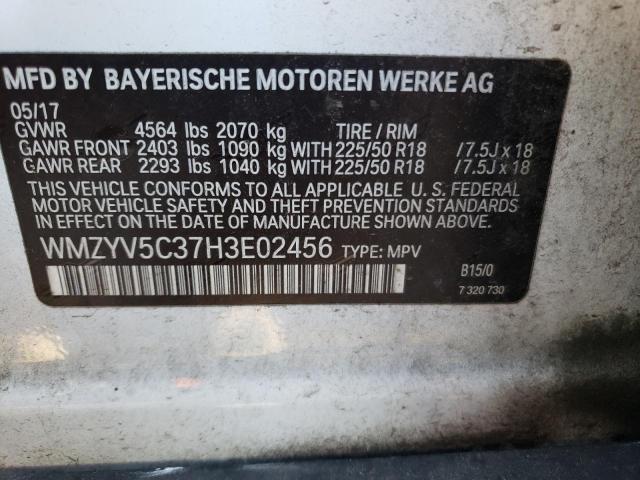 MFD BY BAYERISCHE MOTOREN WERKE AG
05/17
GVWR 4564 lbs 2070 kg TIRE / RIM
GAWR FRONT 2403 lbs 1090 kg WITH 225/50 R18 /7.5J x 18
GAWR REAR 2293 lbs 1040 kg WITH 225/50 R18 /7.5J x 18
THIS VEHICLE CONFORMS TO ALL APPLICABLE U. S. FEDERAL
MOTOR VEHICLE SAFETY AND THEFT PREVENTION STANDARDS
IN EFFECT ON THE DATE OF MANUFACTURE SHOWN ABOVE.
WMZYV5C37H3E02456 TYPE: MPV
B15/0
7 320 730